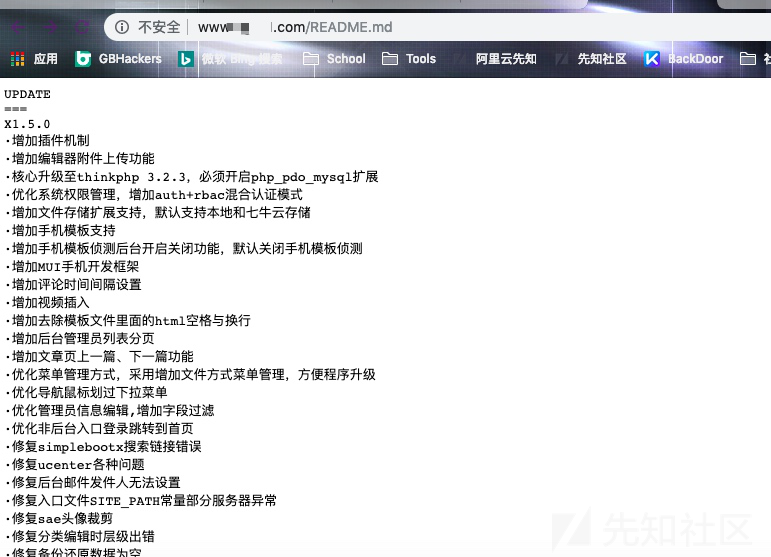 不安全 www. .com/README.md
应用 GBHackers 微软 Bing 搜索 School Tools 阿里云先知 先知社区 BackDoor
UPDATE
===
X1.5.0
·增加插件机制
·增加编辑器附件上传功能
·核心升级至thinkphp 3.2.3，必须开启php_pdo_mysql扩展
·优化系统权限管理，增加auth+rbac混合认证模式
·增加文件存储扩展支持，默认支持本地和七牛云存储
·增加手机模板支持
·增加手机模板侦测后台开启关闭功能，默认关闭手机模板侦测
·增加MUI手机开发框架
·增加评论时间间隔设置
·增加视频插入
·增加去除模板文件里面的html空格与换行
·增加后台管理员列表分页
·增加文章页上一篇、下一篇功能
·优化菜单管理方式，采用增加文件方式菜单管理，方便程序升级
·优化导航鼠标划过下拉菜单
·优化管理员信息编辑,增加字段过滤
·优化非后台入口登录跳转到首页
·修复simplebootx搜索链接错误
·修复ucenter各种问题
·修复后台邮件发件人无法设置
·修复入口文件SITE_PATH常量部分服务器异常
·修复sae头像裁剪
·修复分类编辑时层级出错
·修复备份还原数据为空
先知社区